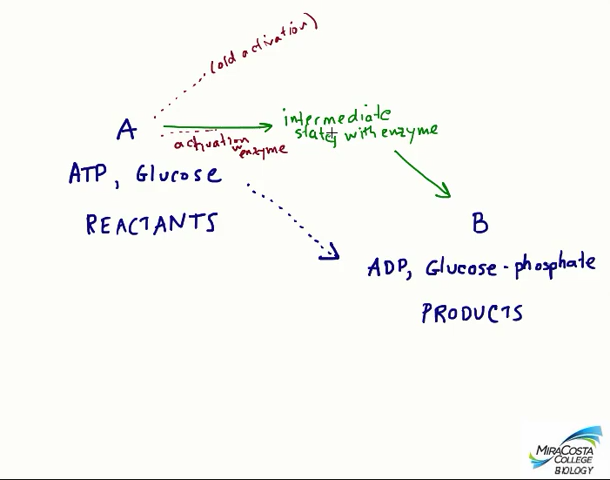 (old activation)
intermediate
state with enzyme
A
activation
w enzyme
ATP, Glucose
REACTANTS
B
ADP, Glucose-phosphate
PRODUCTS
MIRACOSTA
COLLEGE
BIOLOGY